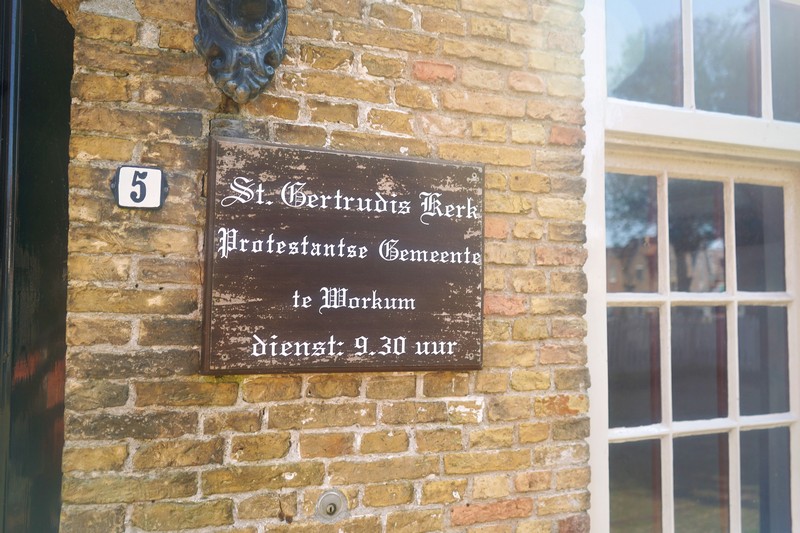 5
St. Gertrudis Kerk
Protestantse Gemeente
te Workum
dienst: 9.30 uur